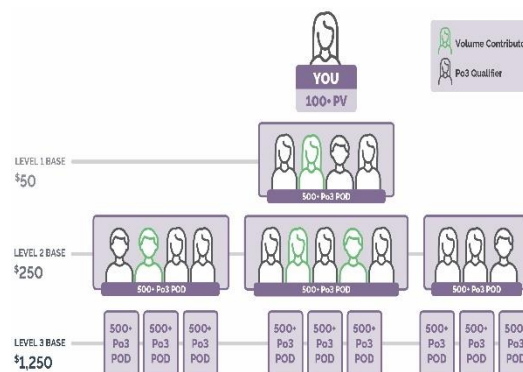 Volume Contributo
Po3 Qualifier
YOU
100+ PV
LEVEL 1 BASE
$50
500+ Po3 POD
LEVEL 2 BASE
$250
500+ Po3 POD
500+ Po3 POD
500+ Po3 POD
LEVEL 3 BASE
$1,250
500+
Po3
POD
500+
Po3
POD
500+
Po3
POD
500+
Po3
POD
500+
Po3
POD
500+
Po3
POD
500+
Po3
POD
500+
Po3
POD
500+
Po3
POD